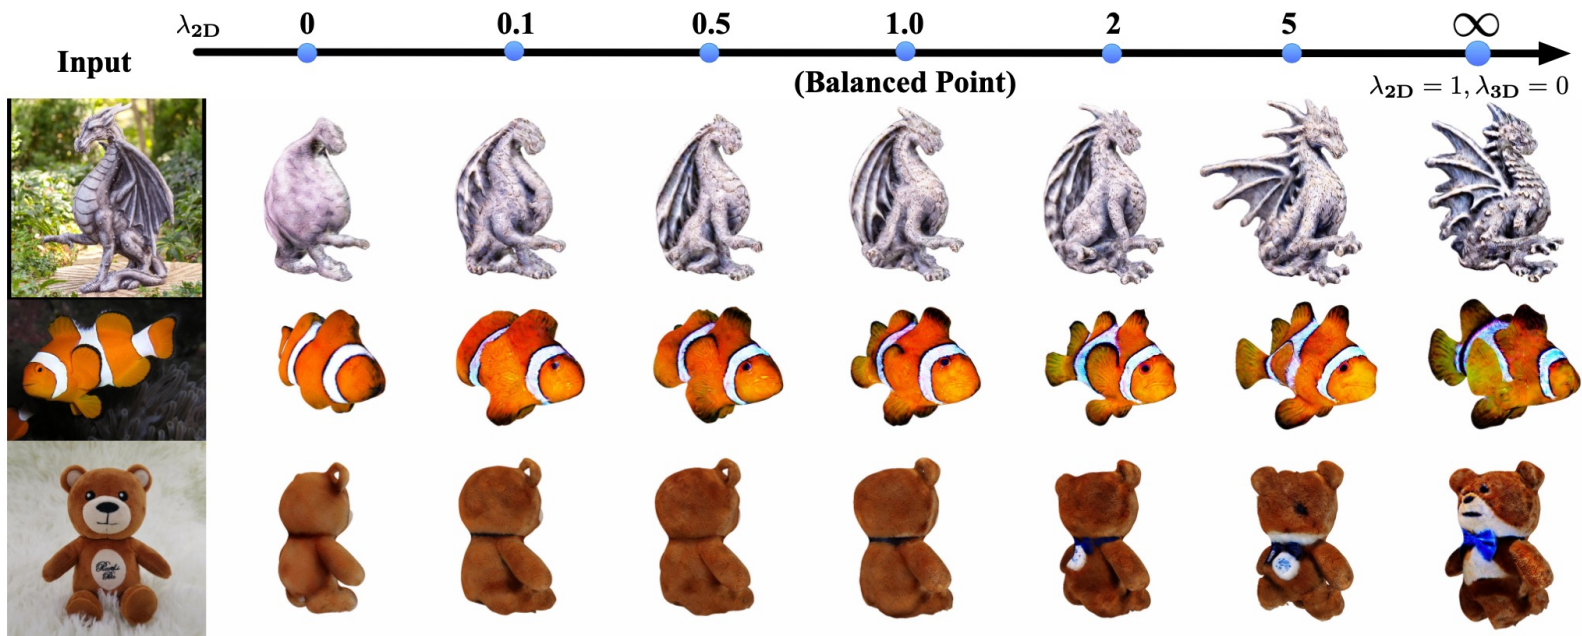 λ2D 0 0.1 0.5 1.0 2 5 ∞
Input
(Balanced Point)
λ2D = 1, λ3D = 0